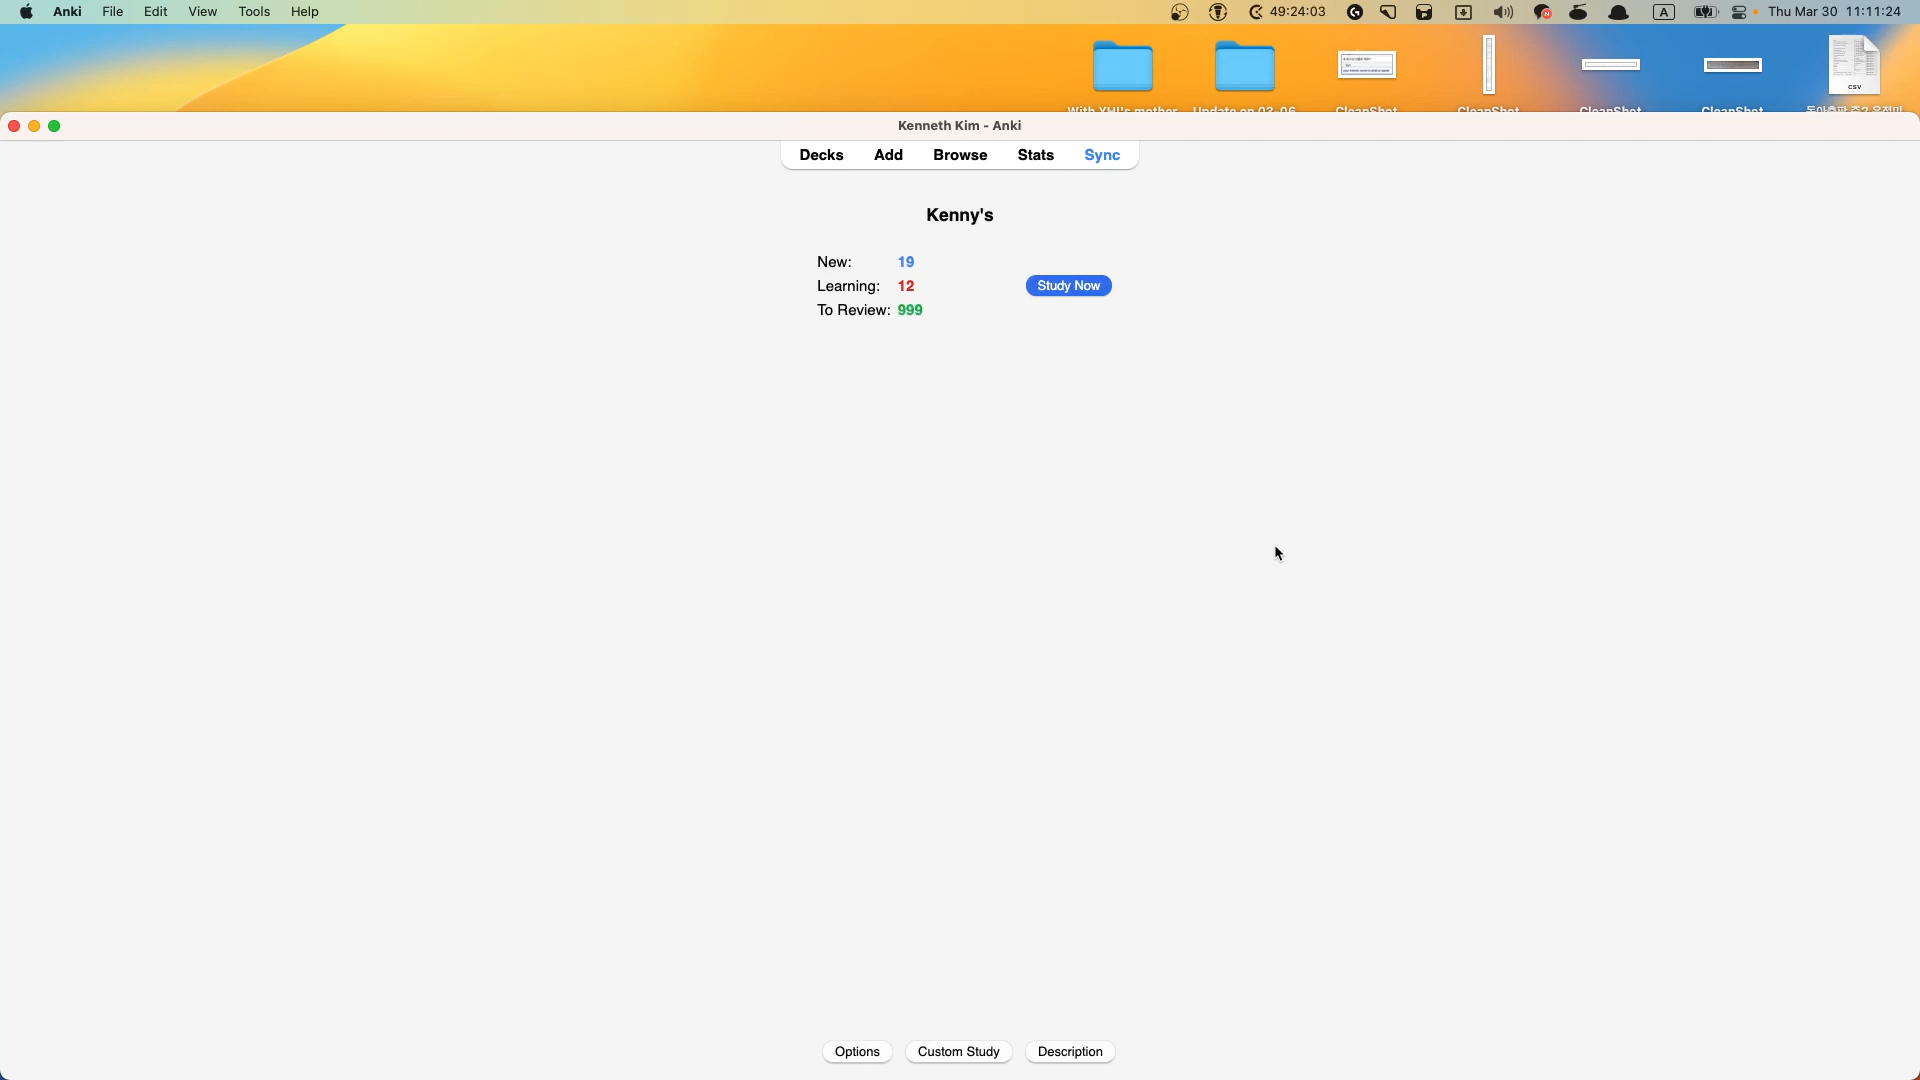 Anki File Edit View Tools Help 49:24:03 A Thu Mar 30 11:11:24
CSV
Kenneth Kim - Anki
Decks Add Browse Stats Sync
Kenny's
New: 19
Learning: 12
Study Now
To Review: 999
Options Custom Study Description